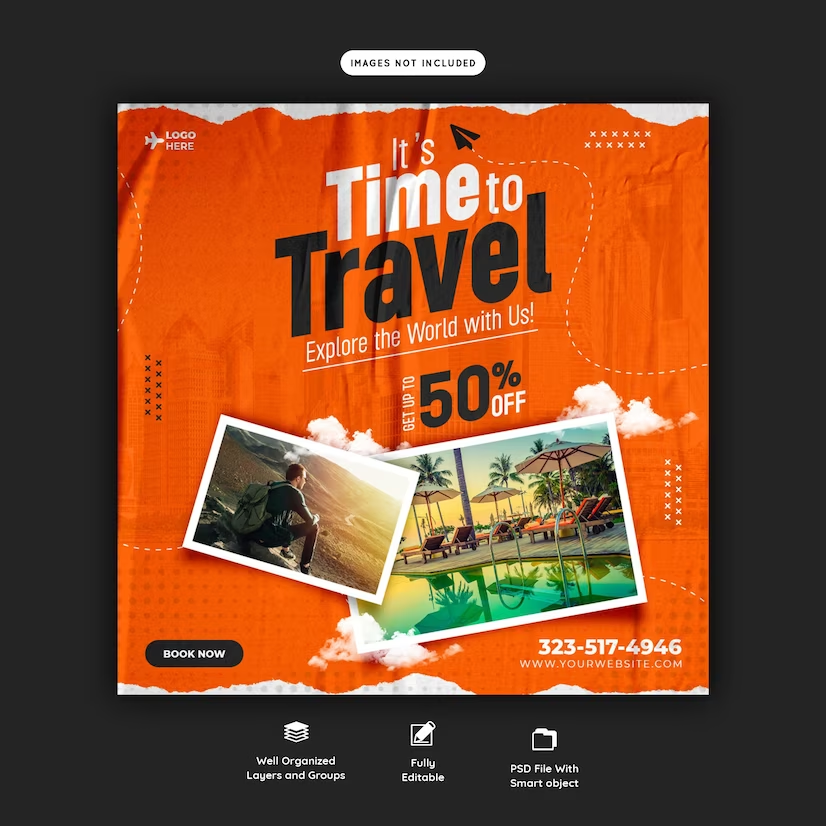 IMAGES NOT INCLUDED
LOGO
HERE
It's
Time to
Travel
Explore the World with Us!
GET UP TO
50%
OFF
BOOK NOW
323-517-4946
WWW.YOURWEBSITE.COM
Well Organized
Layers and Groups
Fully
Editable
PSD File With
Smart object